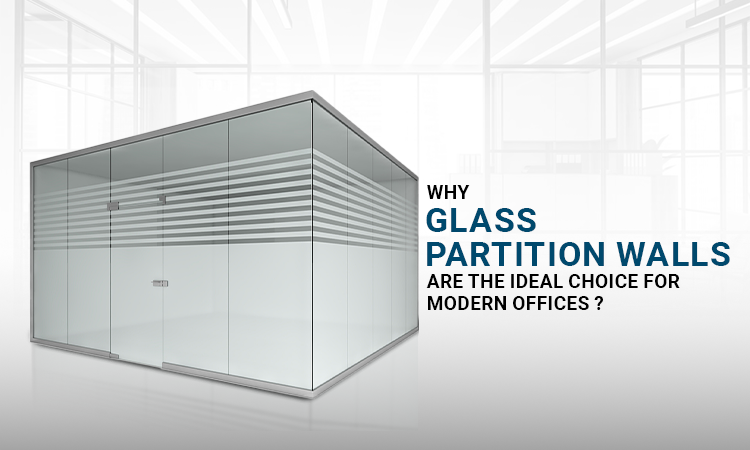 WHY
GLASS
PARTITION WALLS
ARE THE IDEAL CHOICE FOR
MODERN OFFICES ?